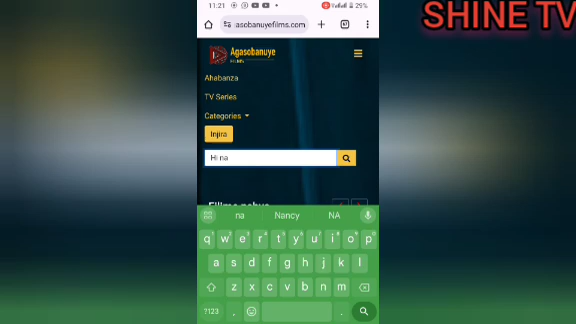 11:21
29%
SHINE TV
asobanuyefilms.com
Agasobanuye
FILMS
Ahabanza
TV Series
Categories
Injira
Hi na
na Nancy NA
q w e r t y u i o p
a s d f g h j k l
z x c v b n m
?123 , .